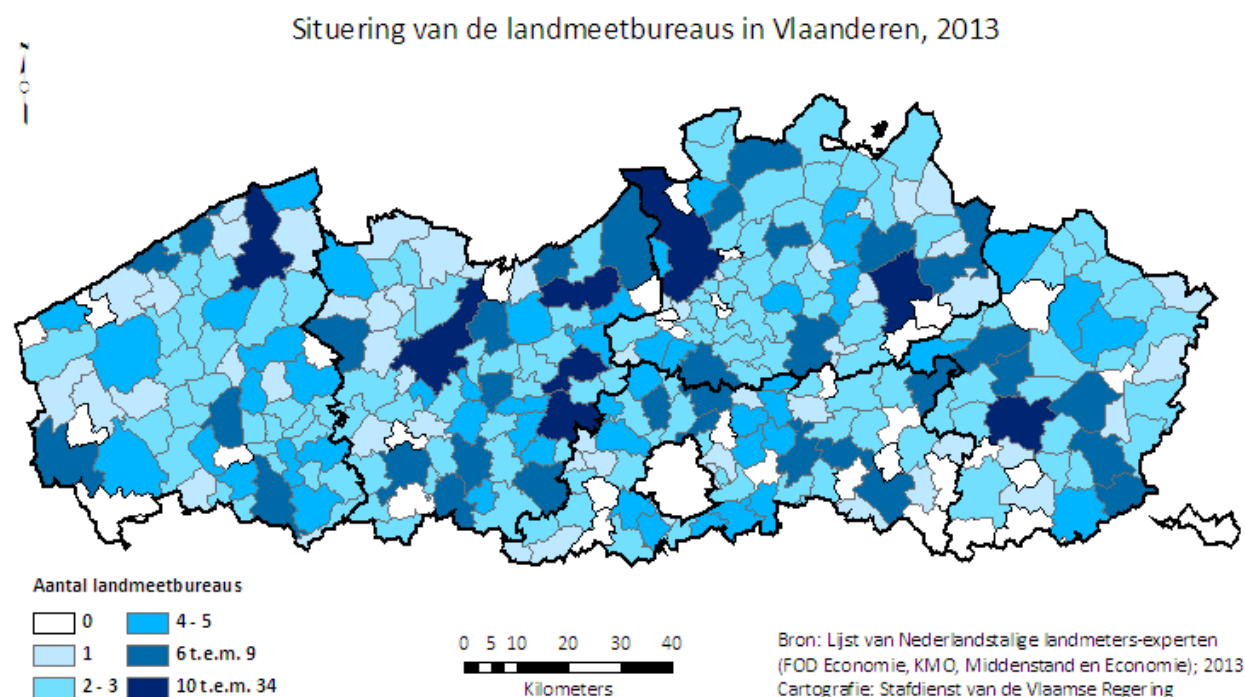 Situering van de landmeetbureaus in Vlaanderen, 2013
N
Aantal landmeetbureaus
0
4 - 5
1
6 t.e.m. 9
2 - 3
10 t.e.m. 34
0 5 10 20 30 40
Kilometers
Bron: Lijst van Nederlandstalige landmeters-experten
(FOD Economie, KMO, Middenstand en Economie); 2013
Cartografie: Stafdienst van de Vlaamse Regering